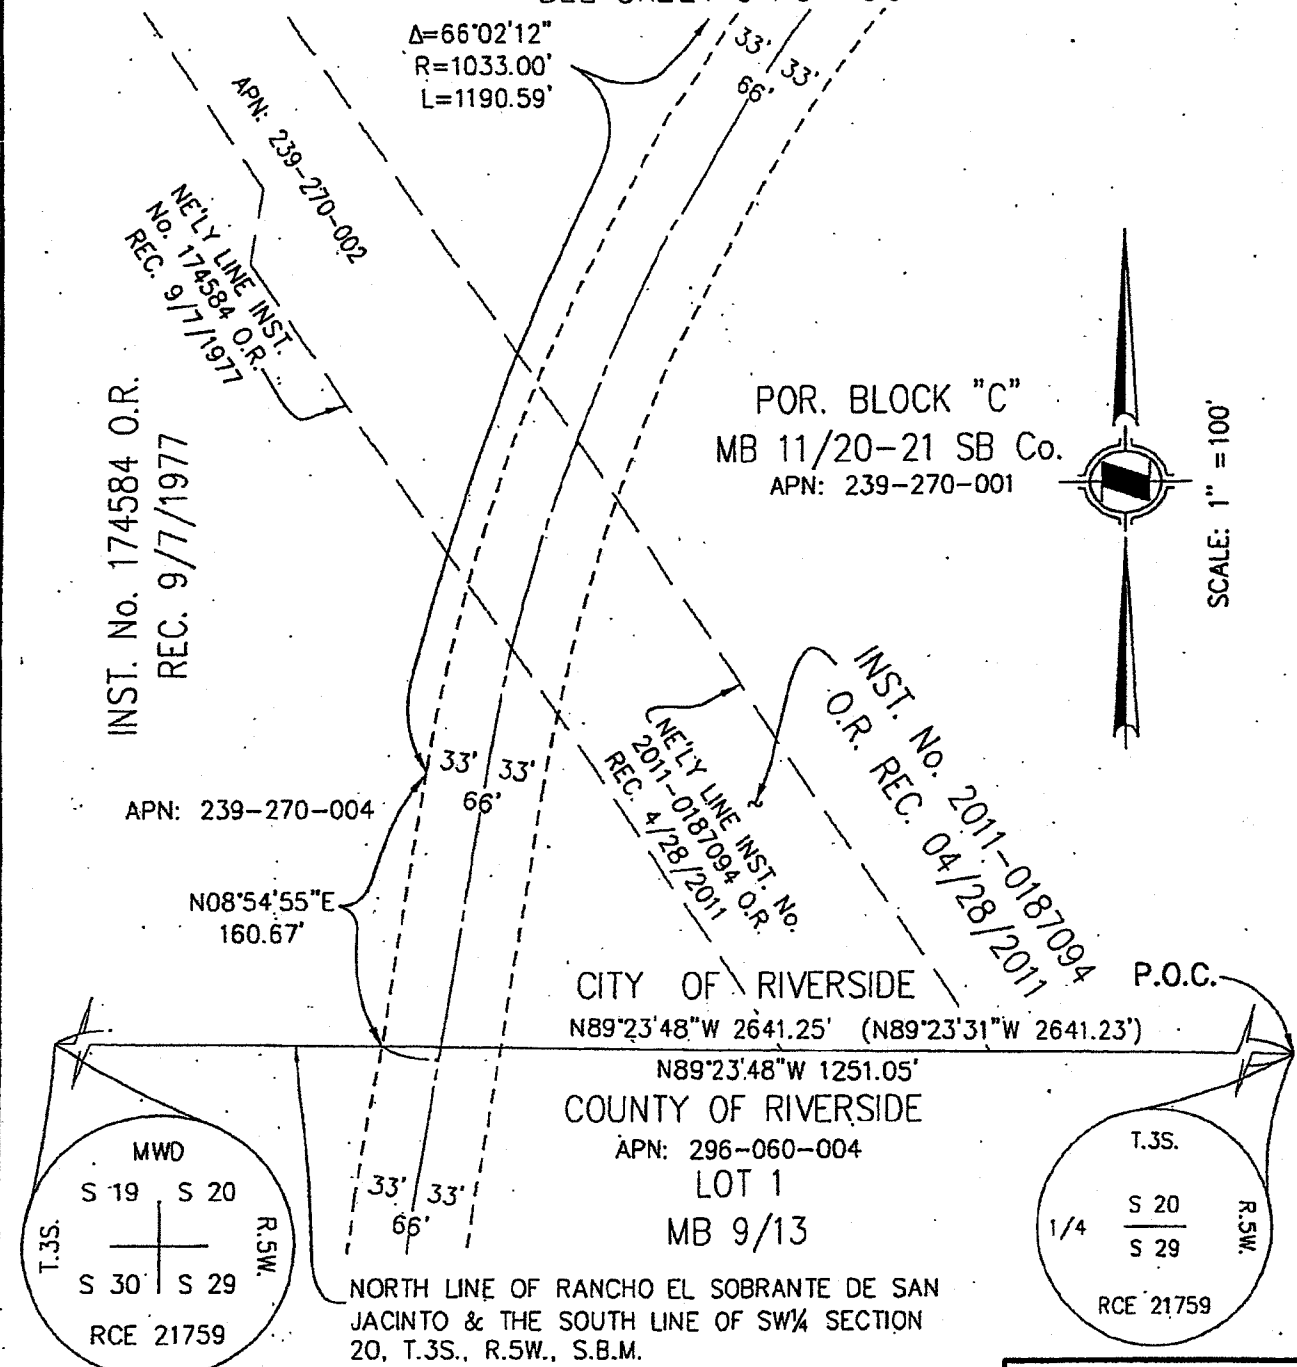 Δ=66°02'12"
R=1033.00'
L=1190.59'
33'
33'
66'
APN: 239-270-002
NE'LY LINE INST.
No. 174584 O.R.
REC. 9/7/1977
INST. No. 174584 O.R.
REC. 9/7/1977
POR. BLOCK "C"
MB 11/20-21 SB Co.
APN: 239-270-001
SCALE: 1" = 100'
INST. No. 2011-0187094
O.R. REC. 04/28/2011
NE'LY LINE INST. No.
2011-0187094 O.R.
REC. 4/28/2011
33'
33'
66'
APN: 239-270-004
N08°54'55"E
160.67'
P.O.C.
CITY OF RIVERSIDE
N89°23'48"W 2641.25' (N89°23'31"W 2641.23')
N89°23'48"W 1251.05'
COUNTY OF RIVERSIDE
APN: 296-060-004
LOT 1
MB 9/13
33'
33'
66'
MWD
S 19 S 20
T.3S.
R.5W.
S 30 S 29
RCE 21759
T.3S.
1/4
S 20
S 29
R.5W.
RCE 21759
NORTH LINE OF RANCHO EL SOBRANTE DE SAN
JACINTO & THE SOUTH LINE OF SW¼ SECTION
20, T.3S., R.5W., S.B.M.